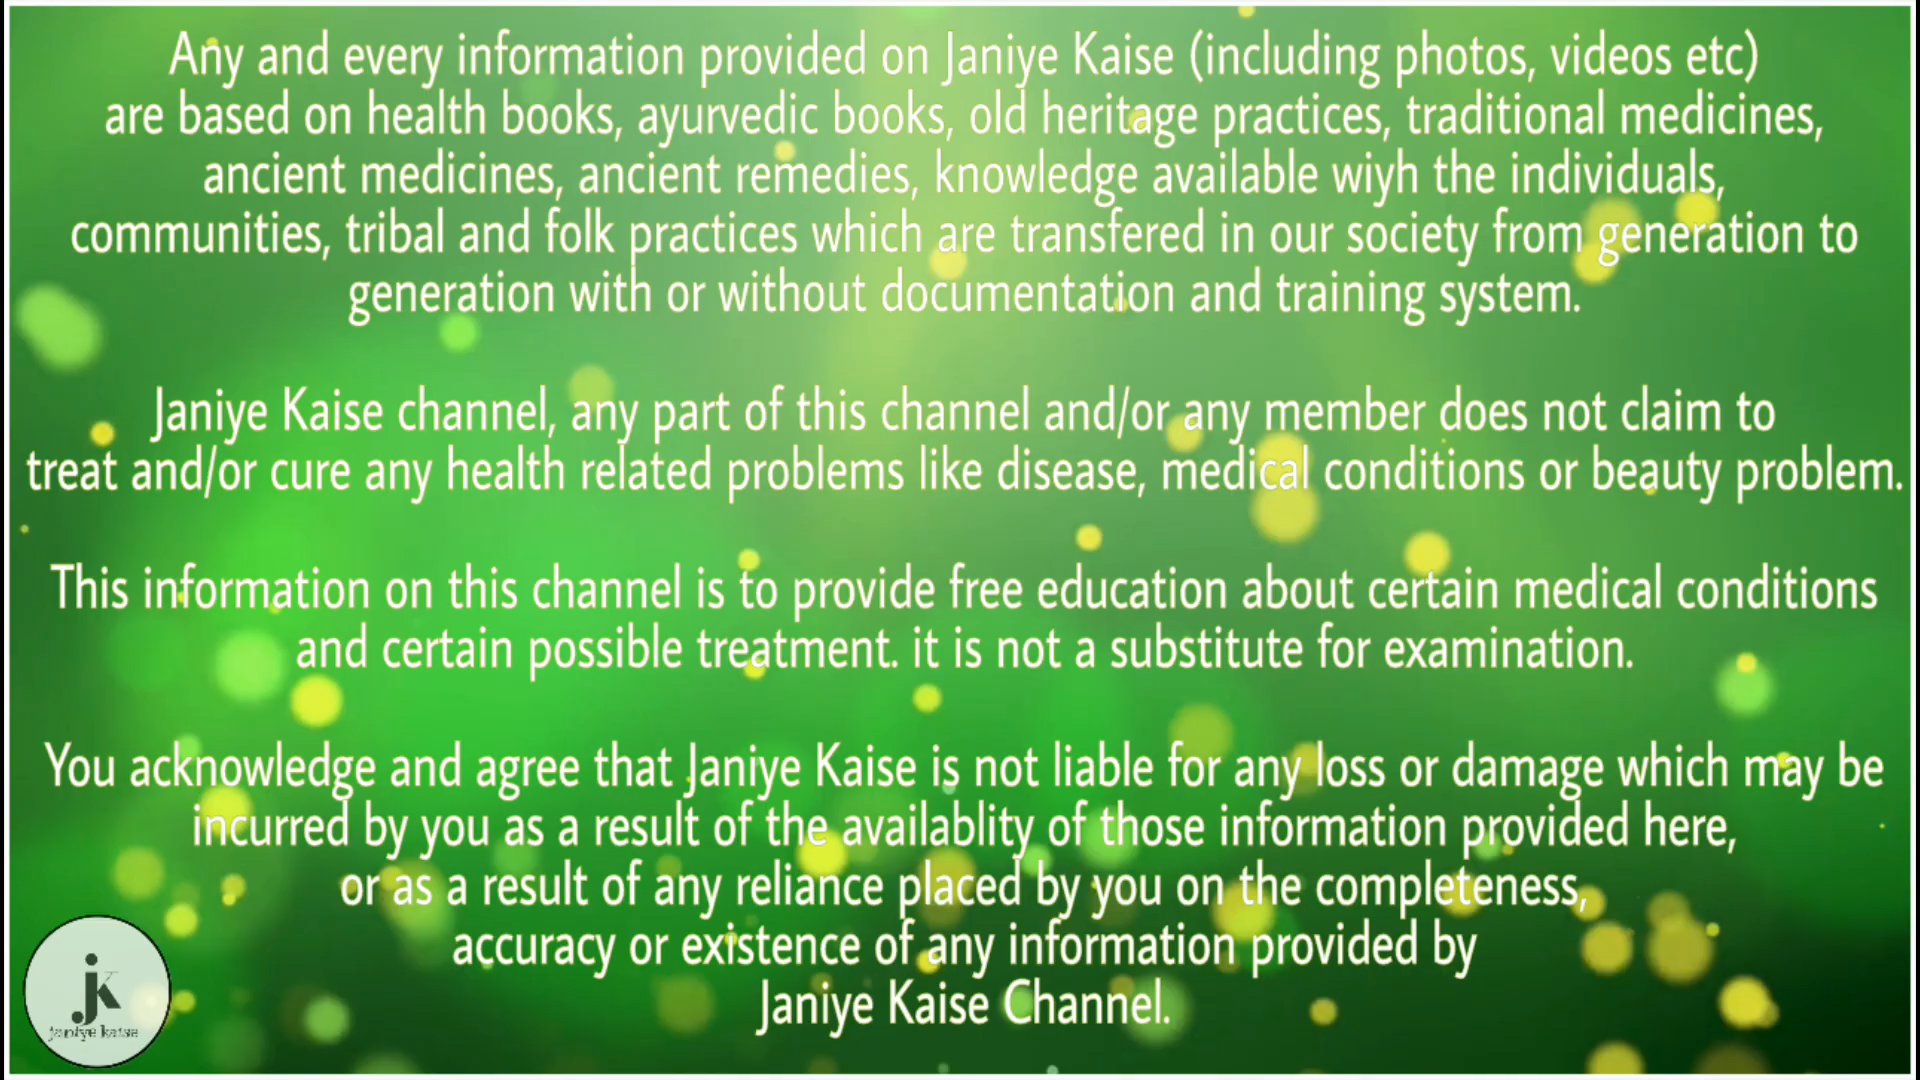 Any and every information provided on Janiye Kaise (including photos, videos etc)
are based on health books, ayurvedic books, old heritage practices, traditional medicines,
ancient medicines, ancient remedies, knowledge available wiyh the individuals,
communities, tribal and folk practices which are transfered in our society from generation to
generation with or without documentation and training system.
Janiye Kaise channel, any part of this channel and/or any member does not claim to
treat and/or cure any health related problems like disease, medical conditions or beauty problem.
This information on this channel is to provide free education about certain medical conditions
and certain possible treatment. it is not a substitute for examination.
You acknowledge and agree that Janiye Kaise is not liable for any loss or damage which may be
incurred by you as a result of the availablity of those information provided here,
or as a result of any reliance placed by you on the completeness,
accuracy or existence of any information provided by
Janiye Kaise Channel.
jk
janiye kaise